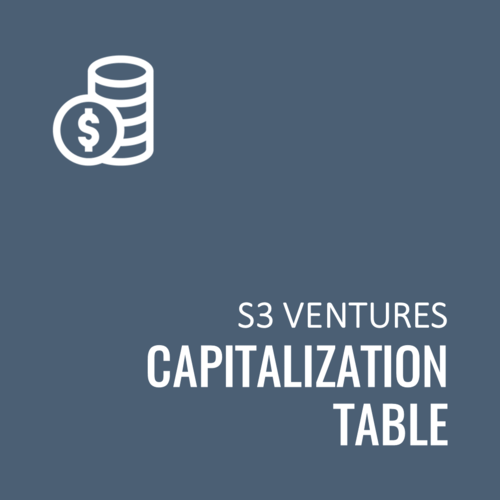 $
S3 VENTURES
CAPITALIZATION
TABLE